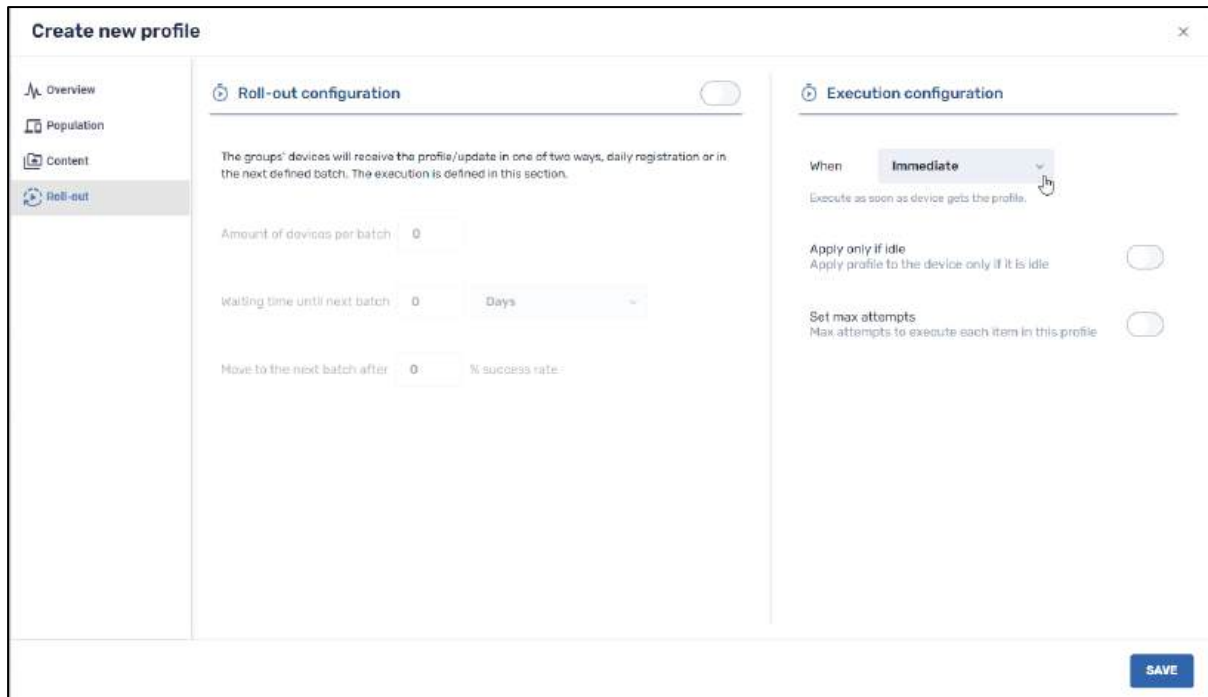 Create new profile
Overview
Population
Content
Roll-out
Roll-out configuration
The groups' devices will receive the profile/update in one of two ways, daily registration or in
the next defined batch. The execution is defined in this section.
Amount of devices per batch 0
Waiting time until next batch 0 Days
Move to the next batch after 0 % success rate
Execution configuration
When Immediate
Execute as soon as device gets the profile.
Apply only if idle
Apply profile to the device only if it is idle
Set max attempts
Max attempts to execute each item in this profile
SAVE